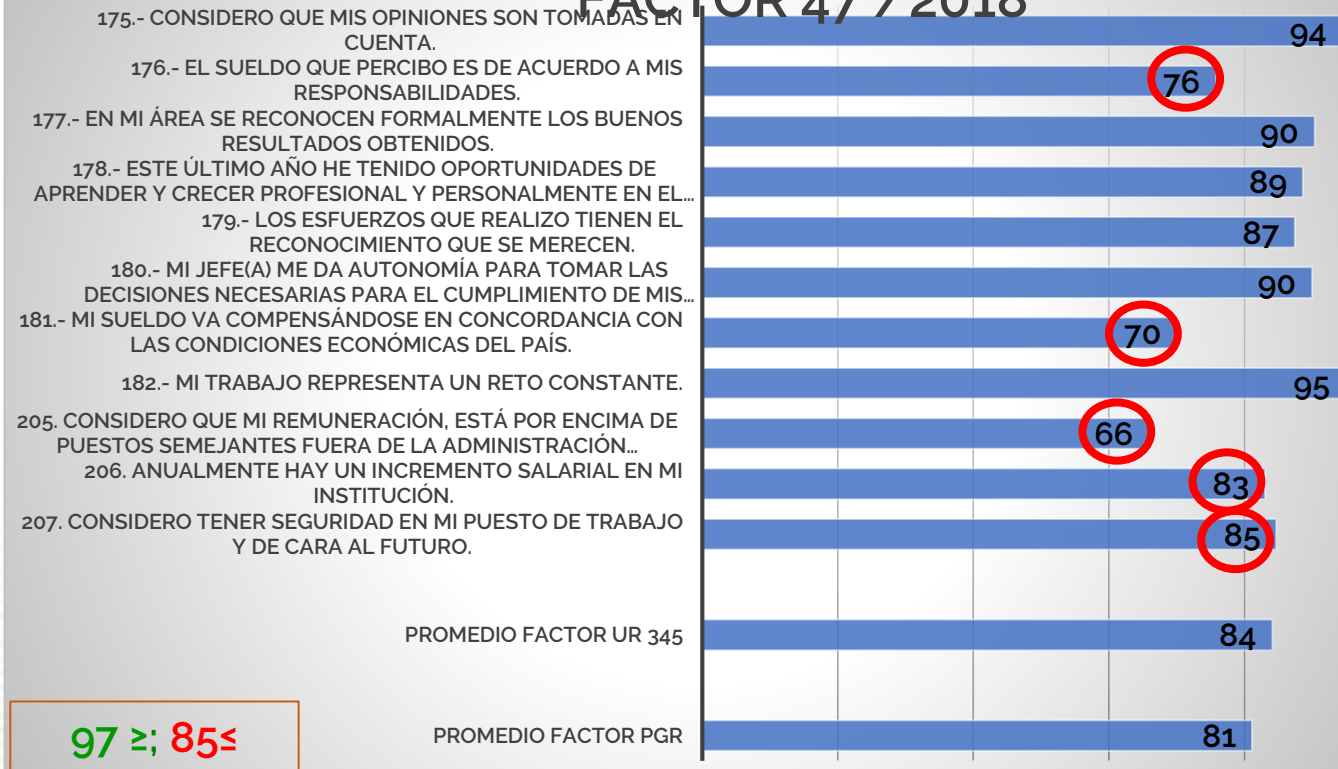 FACTOR 47 / 2018
175.- CONSIDERO QUE MIS OPINIONES SON TOMADAS EN
CUENTA.
94
176.- EL SUELDO QUE PERCIBO ES DE ACUERDO A MIS
RESPONSABILIDADES.
76
177.- EN MI ÁREA SE RECONOCEN FORMALMENTE LOS BUENOS
RESULTADOS OBTENIDOS.
90
178.- ESTE ÚLTIMO AÑO HE TENIDO OPORTUNIDADES DE
APRENDER Y CRECER PROFESIONAL Y PERSONALMENTE EN EL...
89
179.- LOS ESFUERZOS QUE REALIZO TIENEN EL
RECONOCIMIENTO QUE SE MERECEN.
87
180.- MI JEFE(A) ME DA AUTONOMÍA PARA TOMAR LAS
DECISIONES NECESARIAS PARA EL CUMPLIMIENTO DE MIS...
90
181.- MI SUELDO VA COMPENSÁNDOSE EN CONCORDANCIA CON
LAS CONDICIONES ECONÓMICAS DEL PAÍS.
70
182.- MI TRABAJO REPRESENTA UN RETO CONSTANTE.
95
205. CONSIDERO QUE MI REMUNERACIÓN, ESTÁ POR ENCIMA DE
PUESTOS SEMEJANTES FUERA DE LA ADMINISTRACIÓN...
66
206. ANUALMENTE HAY UN INCREMENTO SALARIAL EN MI
INSTITUCIÓN.
83
207. CONSIDERO TENER SEGURIDAD EN MI PUESTO DE TRABAJO
Y DE CARA AL FUTURO.
85
PROMEDIO FACTOR UR 345
84
PROMEDIO FACTOR PGR
81
97 ≥; 85≤